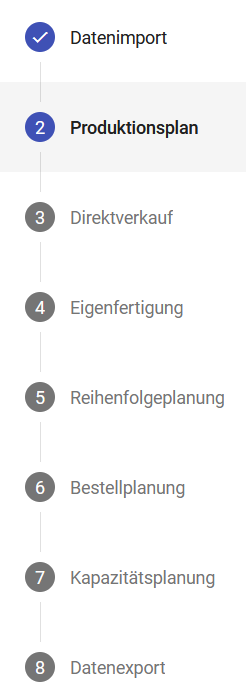 Datenimport
2 Produktionsplan
3 Direktverkauf
4 Eigenfertigung
5 Reihenfolgeplanung
6 Bestellplanung
7 Kapazitätsplanung
8 Datenexport